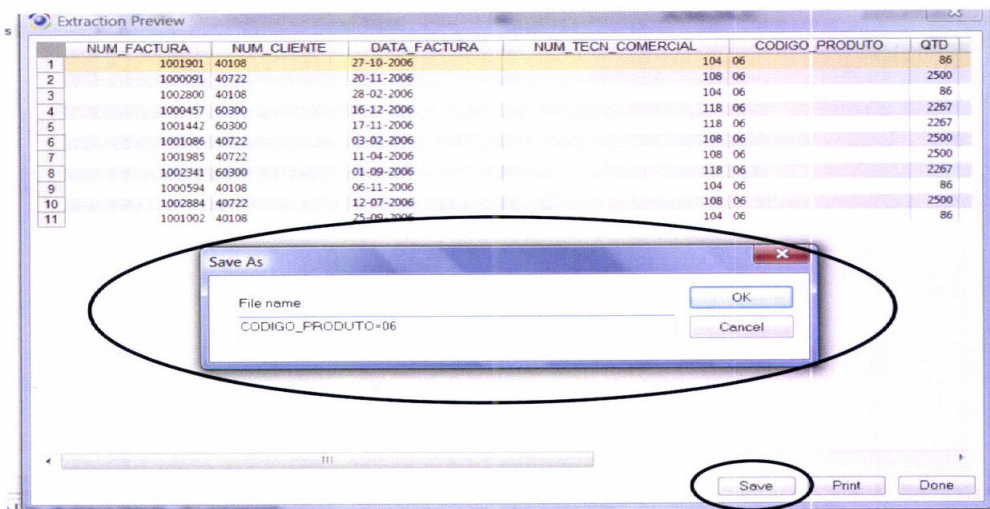 Extraction Preview
NUM_FACTURA NUM_CLIENTE DATA_FACTURA NUM_TECN_COMERCIAL CODIGO_PRODUTO QTD
1 1001901 40108 27-10-2006 104 06 86
2 1000091 40722 20-11-2006 108 06 2500
3 1002800 40108 28-02-2006 104 06 86
4 1000457 60300 16-12-2006 118 06 2267
5 1001442 60300 17-11-2006 118 06 2267
6 1001086 40722 03-02-2006 108 06 2500
7 1001985 40722 11-04-2006 108 06 2500
8 1002341 60300 01-09-2006 118 06 2267
9 1000594 40108 06-11-2006 104 06 86
10 1002884 40722 12-07-2006 108 06 2500
11 1001002 40108 25-09-2006 104 06 86
Save As
File name
OK
CODIGO_PRODUTO=06
Cancel
Save Print Done